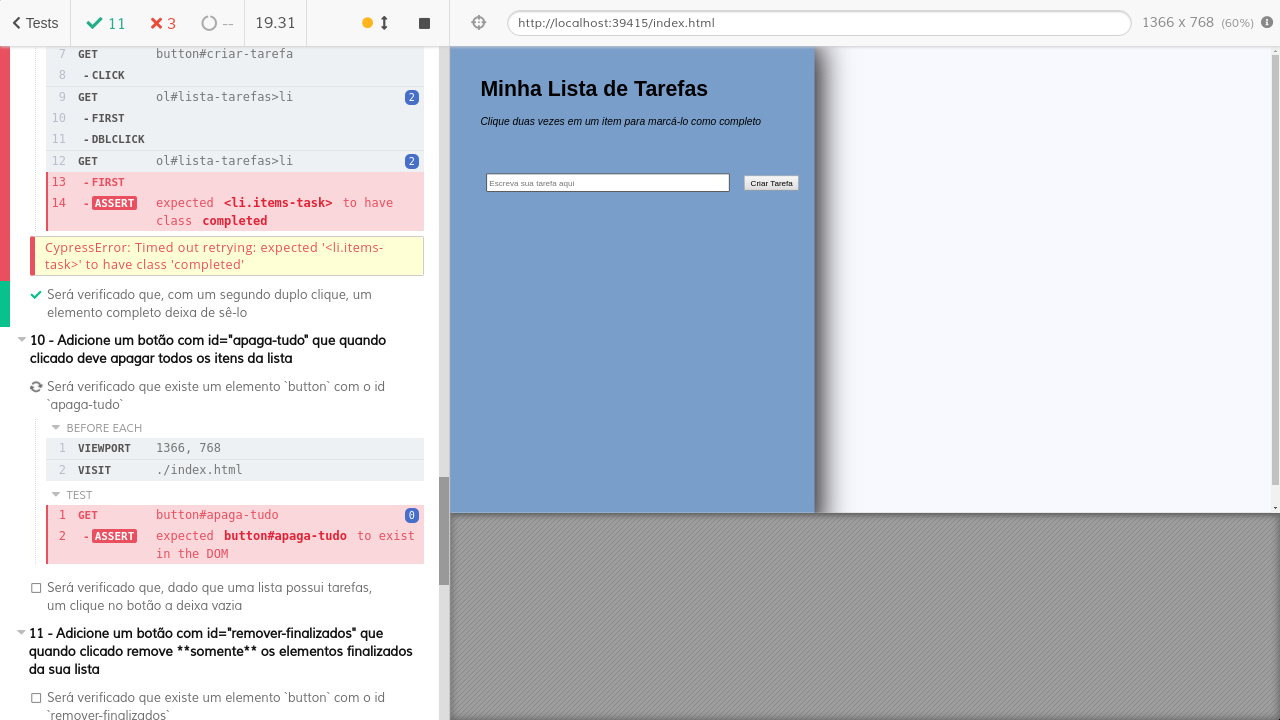 Tests
11
3
--
19.31
http://localhost:39415/index.html
1366 x 768 (60%)
7 GET button#criar-tarefa
8 - CLICK
9 GET ol#lista-tarefas>li 2
10 - FIRST
11 - DBLCLICK
12 GET ol#lista-tarefas>li 2
13 - FIRST
14 - ASSERT expected <li.items-task> to have
class completed
CypressError: Timed out retrying: expected '<li.items-
task>' to have class 'completed'
Será verificado que, com um segundo duplo clique, um
elemento completo deixa de sê-lo
10 - Adicione um botão com id="apaga-tudo" que quando
clicado deve apagar todos os itens da lista
Será verificado que existe um elemento `button` com o id
`apaga-tudo`
BEFORE EACH
1 VIEWPORT 1366, 768
2 VISIT ./index.html
TEST
1 GET button#apaga-tudo 0
2 - ASSERT expected button#apaga-tudo to exist
in the DOM
Será verificado que, dado que uma lista possui tarefas,
um clique no botão a deixa vazia
11 - Adicione um botão com id="remover-finalizados" que
quando clicado remove **somente** os elementos finalizados
da sua lista
Será verificado que existe um elemento `button` com o id
`remover-finalizados`
Minha Lista de Tarefas
Clique duas vezes em um item para marcá-lo como completo
Escreva sua tarefa aqui
Criar Tarefa